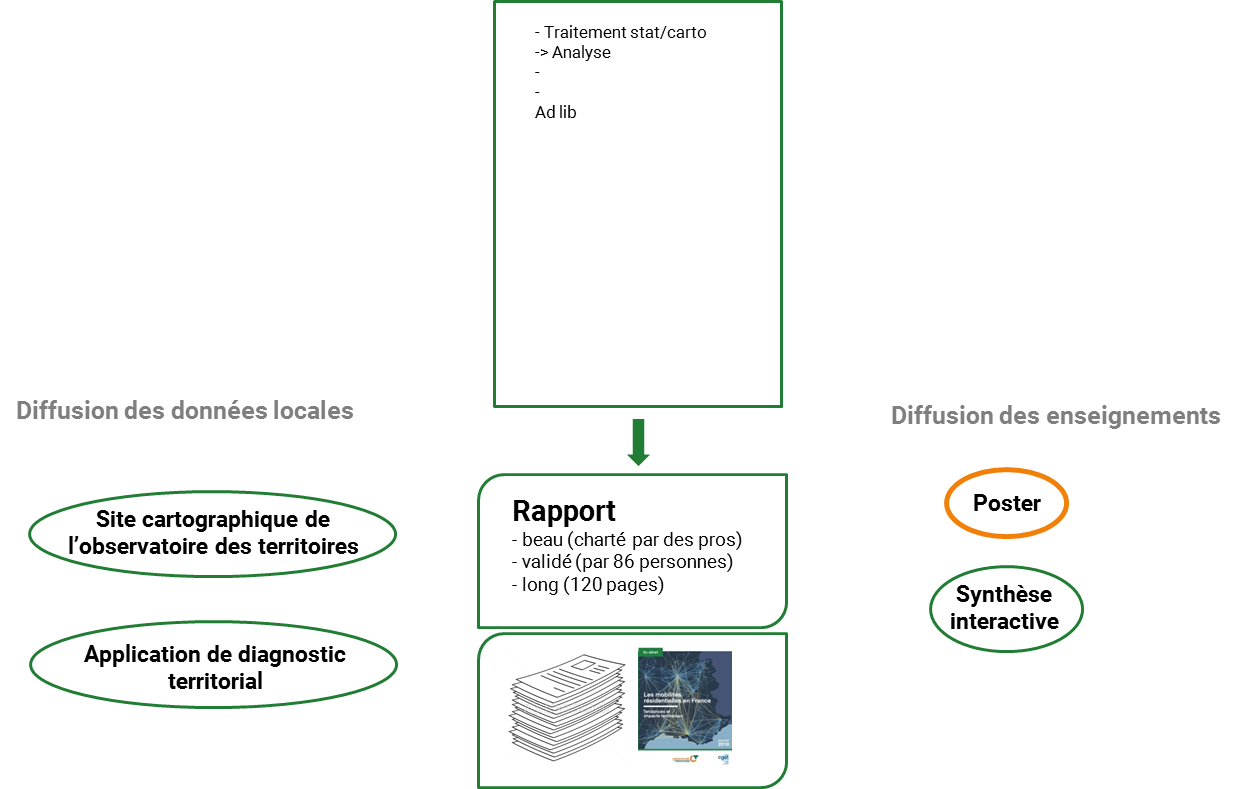 - Traitement stat/carto
-> Analyse
-
-
Ad lib
Diffusion des données locales
Diffusion des enseignements
Site cartographique de
l’observatoire des territoires
Application de diagnostic
territorial
Rapport
- beau (charté par des pros)
- validé (par 86 personnes)
- long (120 pages)
Poster
Synthèse
interactive
Les mobilités
résidentielles en France
Tendances et
impacts territoriaux
cget